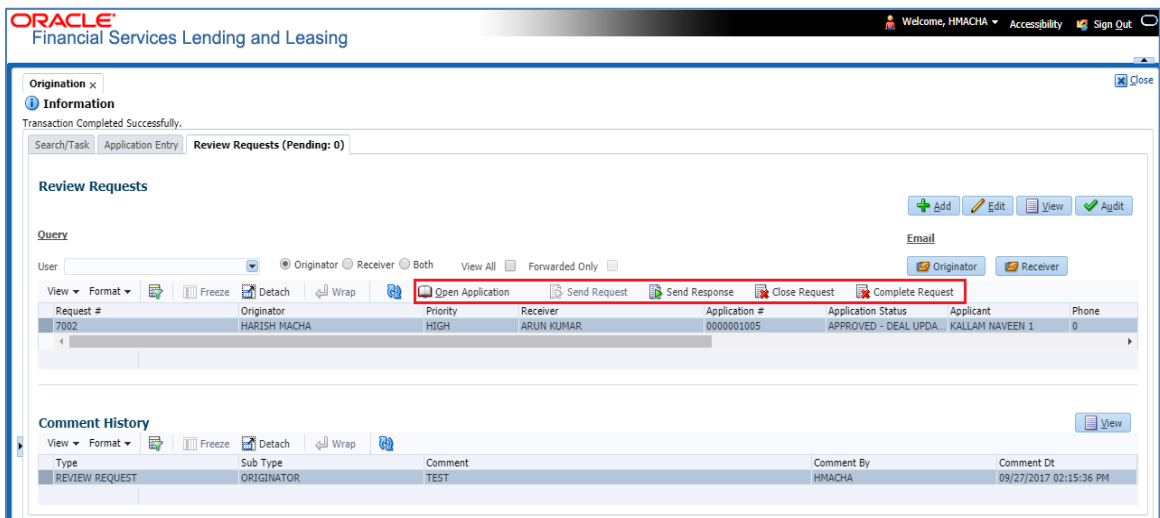 ORACLE®
Financial Services Lending and Leasing
Welcome, HMACHA Accessibility Sign Out
Origination × Close
Information
Transaction Completed Successfully.
Search/Task Application Entry Review Requests (Pending: 0)
Review Requests
Add Edit View Audit
Query Email
User Originator Receiver Both View All Forwarded Only Originator Receiver
View Format Freeze Detach Wrap Open Application Send Request Send Response Close Request Complete Request
Request # Originator Priority Receiver Application # Application Status Applicant Phone
7002 HARISH MACHA HIGH ARUN KUMAR 0000001005 APPROVED - DEAL UPDA... KALLAM NAVEEN 1 0
Comment History View
View Format Freeze Detach Wrap
Type Sub Type Comment Comment By Comment Dt
REVIEW REQUEST ORIGINATOR TEST HMACHA 09/27/2017 02:15:36 PM